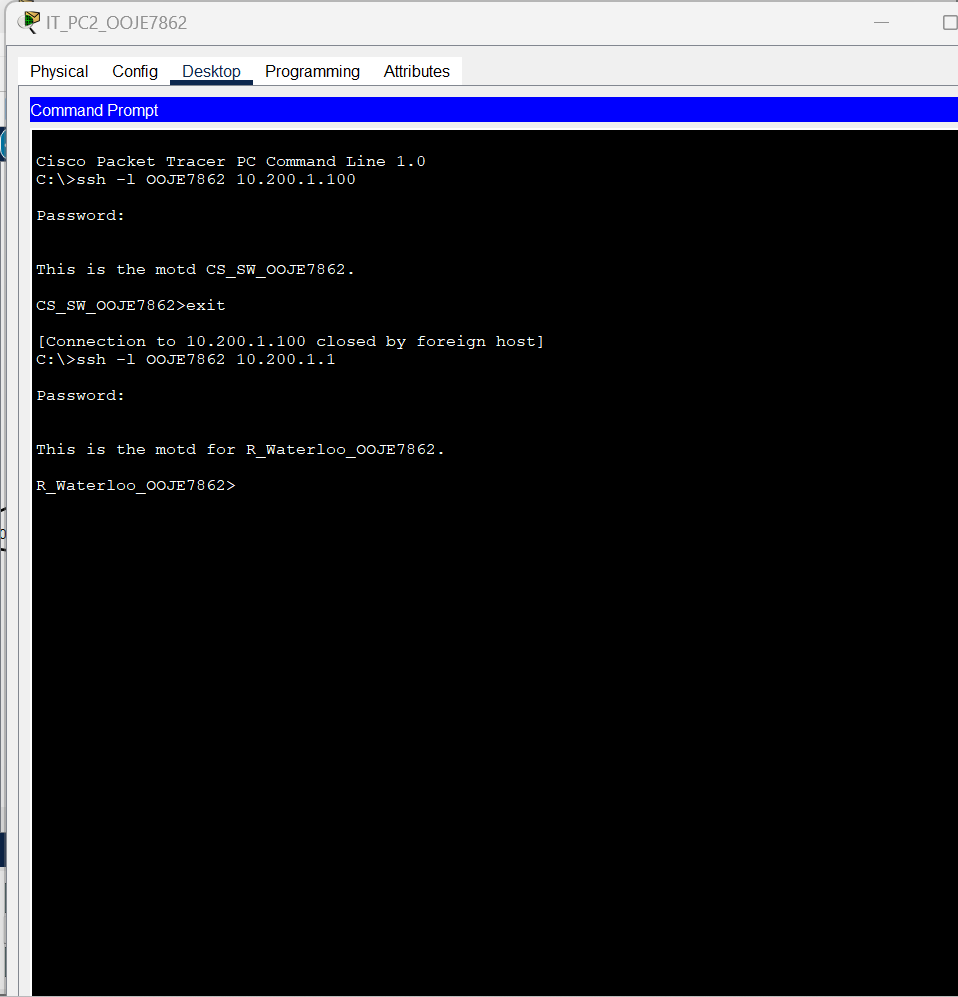 IT_PC2_OOJE7862
Physical Config Desktop Programming Attributes
Command Prompt
Cisco Packet Tracer PC Command Line 1.0
C:\>ssh -l OOJE7862 10.200.1.100
Password:
This is the motd CS_SW_OOJE7862.
CS_SW_OOJE7862>exit
[Connection to 10.200.1.100 closed by foreign host]
C:\>ssh -l OOJE7862 10.200.1.1
Password:
This is the motd for R_Waterloo_OOJE7862.
R_Waterloo_OOJE7862>